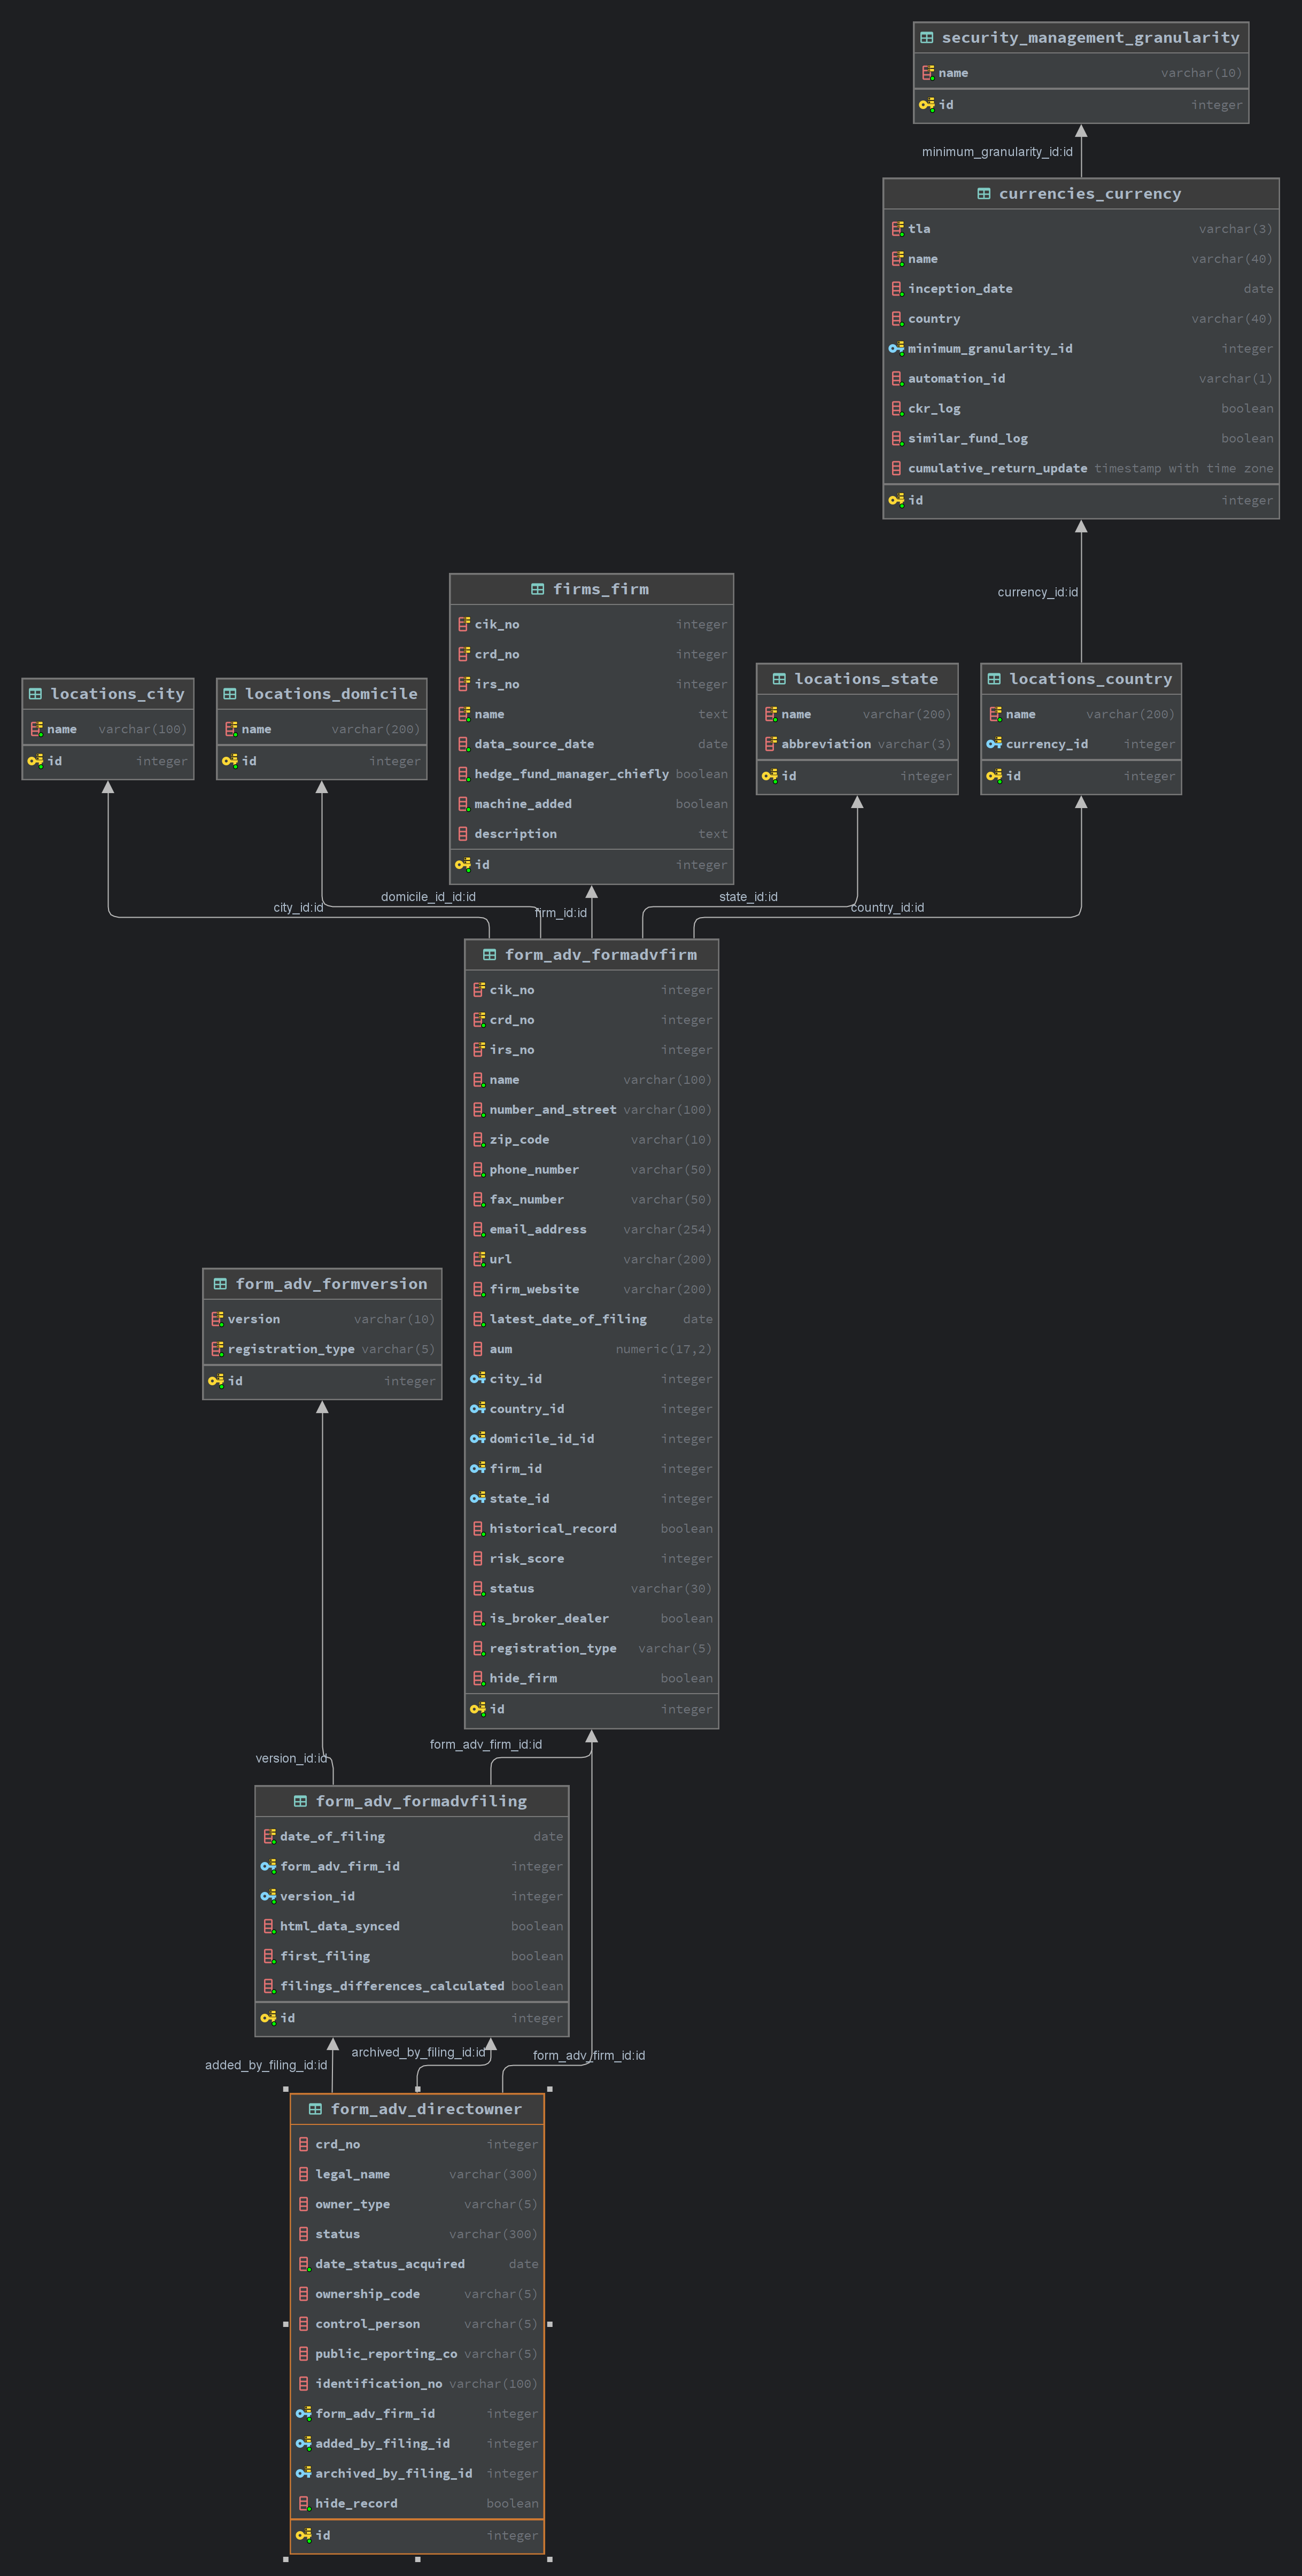 security_management_granularity
name varchar(10)
id integer
minimum_granularity_id:id
currencies_currency
tla varchar(3)
name varchar(40)
inception_date date
country varchar(40)
minimum_granularity_id integer
automation_id varchar(1)
ckr_log boolean
similar_fund_log boolean
cumulative_return_update timestamp with time zone
id integer
currency_id:id
firms_firm
cik_no integer
crd_no integer
irs_no integer
name text
data_source_date date
hedge_fund_manager_chiefly boolean
machine_added boolean
description text
id integer
locations_city
name varchar(100)
id integer
locations_domicile
name varchar(200)
id integer
locations_state
name varchar(200)
abbreviation varchar(3)
id integer
locations_country
name varchar(200)
currency_id integer
id integer
city_id:id
domicile_id_id:id
firm_id:id
state_id:id
country_id:id
form_adv_formadvfirm
cik_no integer
crd_no integer
irs_no integer
name varchar(100)
number_and_street varchar(100)
zip_code varchar(10)
phone_number varchar(50)
fax_number varchar(50)
email_address varchar(254)
url varchar(200)
firm_website varchar(200)
latest_date_of_filing date
aum numeric(17,2)
city_id integer
country_id integer
domicile_id_id integer
firm_id integer
state_id integer
historical_record boolean
risk_score integer
status varchar(30)
is_broker_dealer boolean
registration_type varchar(5)
hide_firm boolean
id integer
form_adv_formversion
version varchar(10)
registration_type varchar(5)
id integer
version_id:id
form_adv_firm_id:id
form_adv_formadvfiling
date_of_filing date
form_adv_firm_id integer
version_id integer
html_data_synced boolean
first_filing boolean
filings_differences_calculated boolean
id integer
added_by_filing_id:id
archived_by_filing_id:id
form_adv_firm_id:id
form_adv_directowner
crd_no integer
legal_name varchar(300)
owner_type varchar(5)
status varchar(300)
date_status_acquired date
ownership_code varchar(5)
control_person varchar(5)
public_reporting_co varchar(5)
identification_no varchar(100)
form_adv_firm_id integer
added_by_filing_id integer
archived_by_filing_id integer
hide_record boolean
id integer